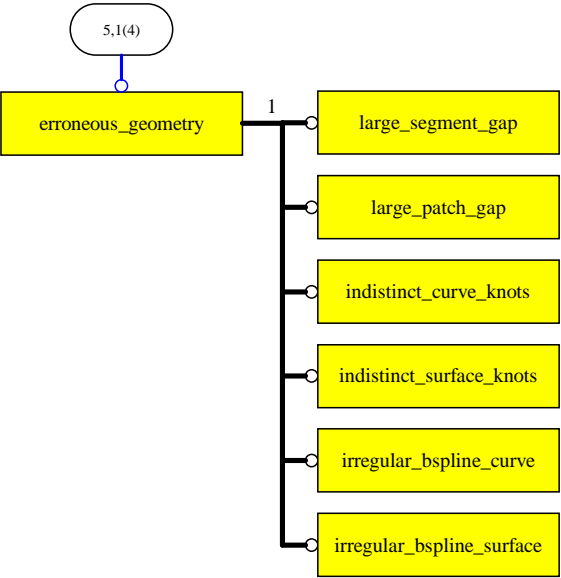 5,1(4)
erroneous_geometry
1
large_segment_gap
large_patch_gap
indistinct_curve_knots
indistinct_surface_knots
irregular_bspline_curve
irregular_bspline_surface